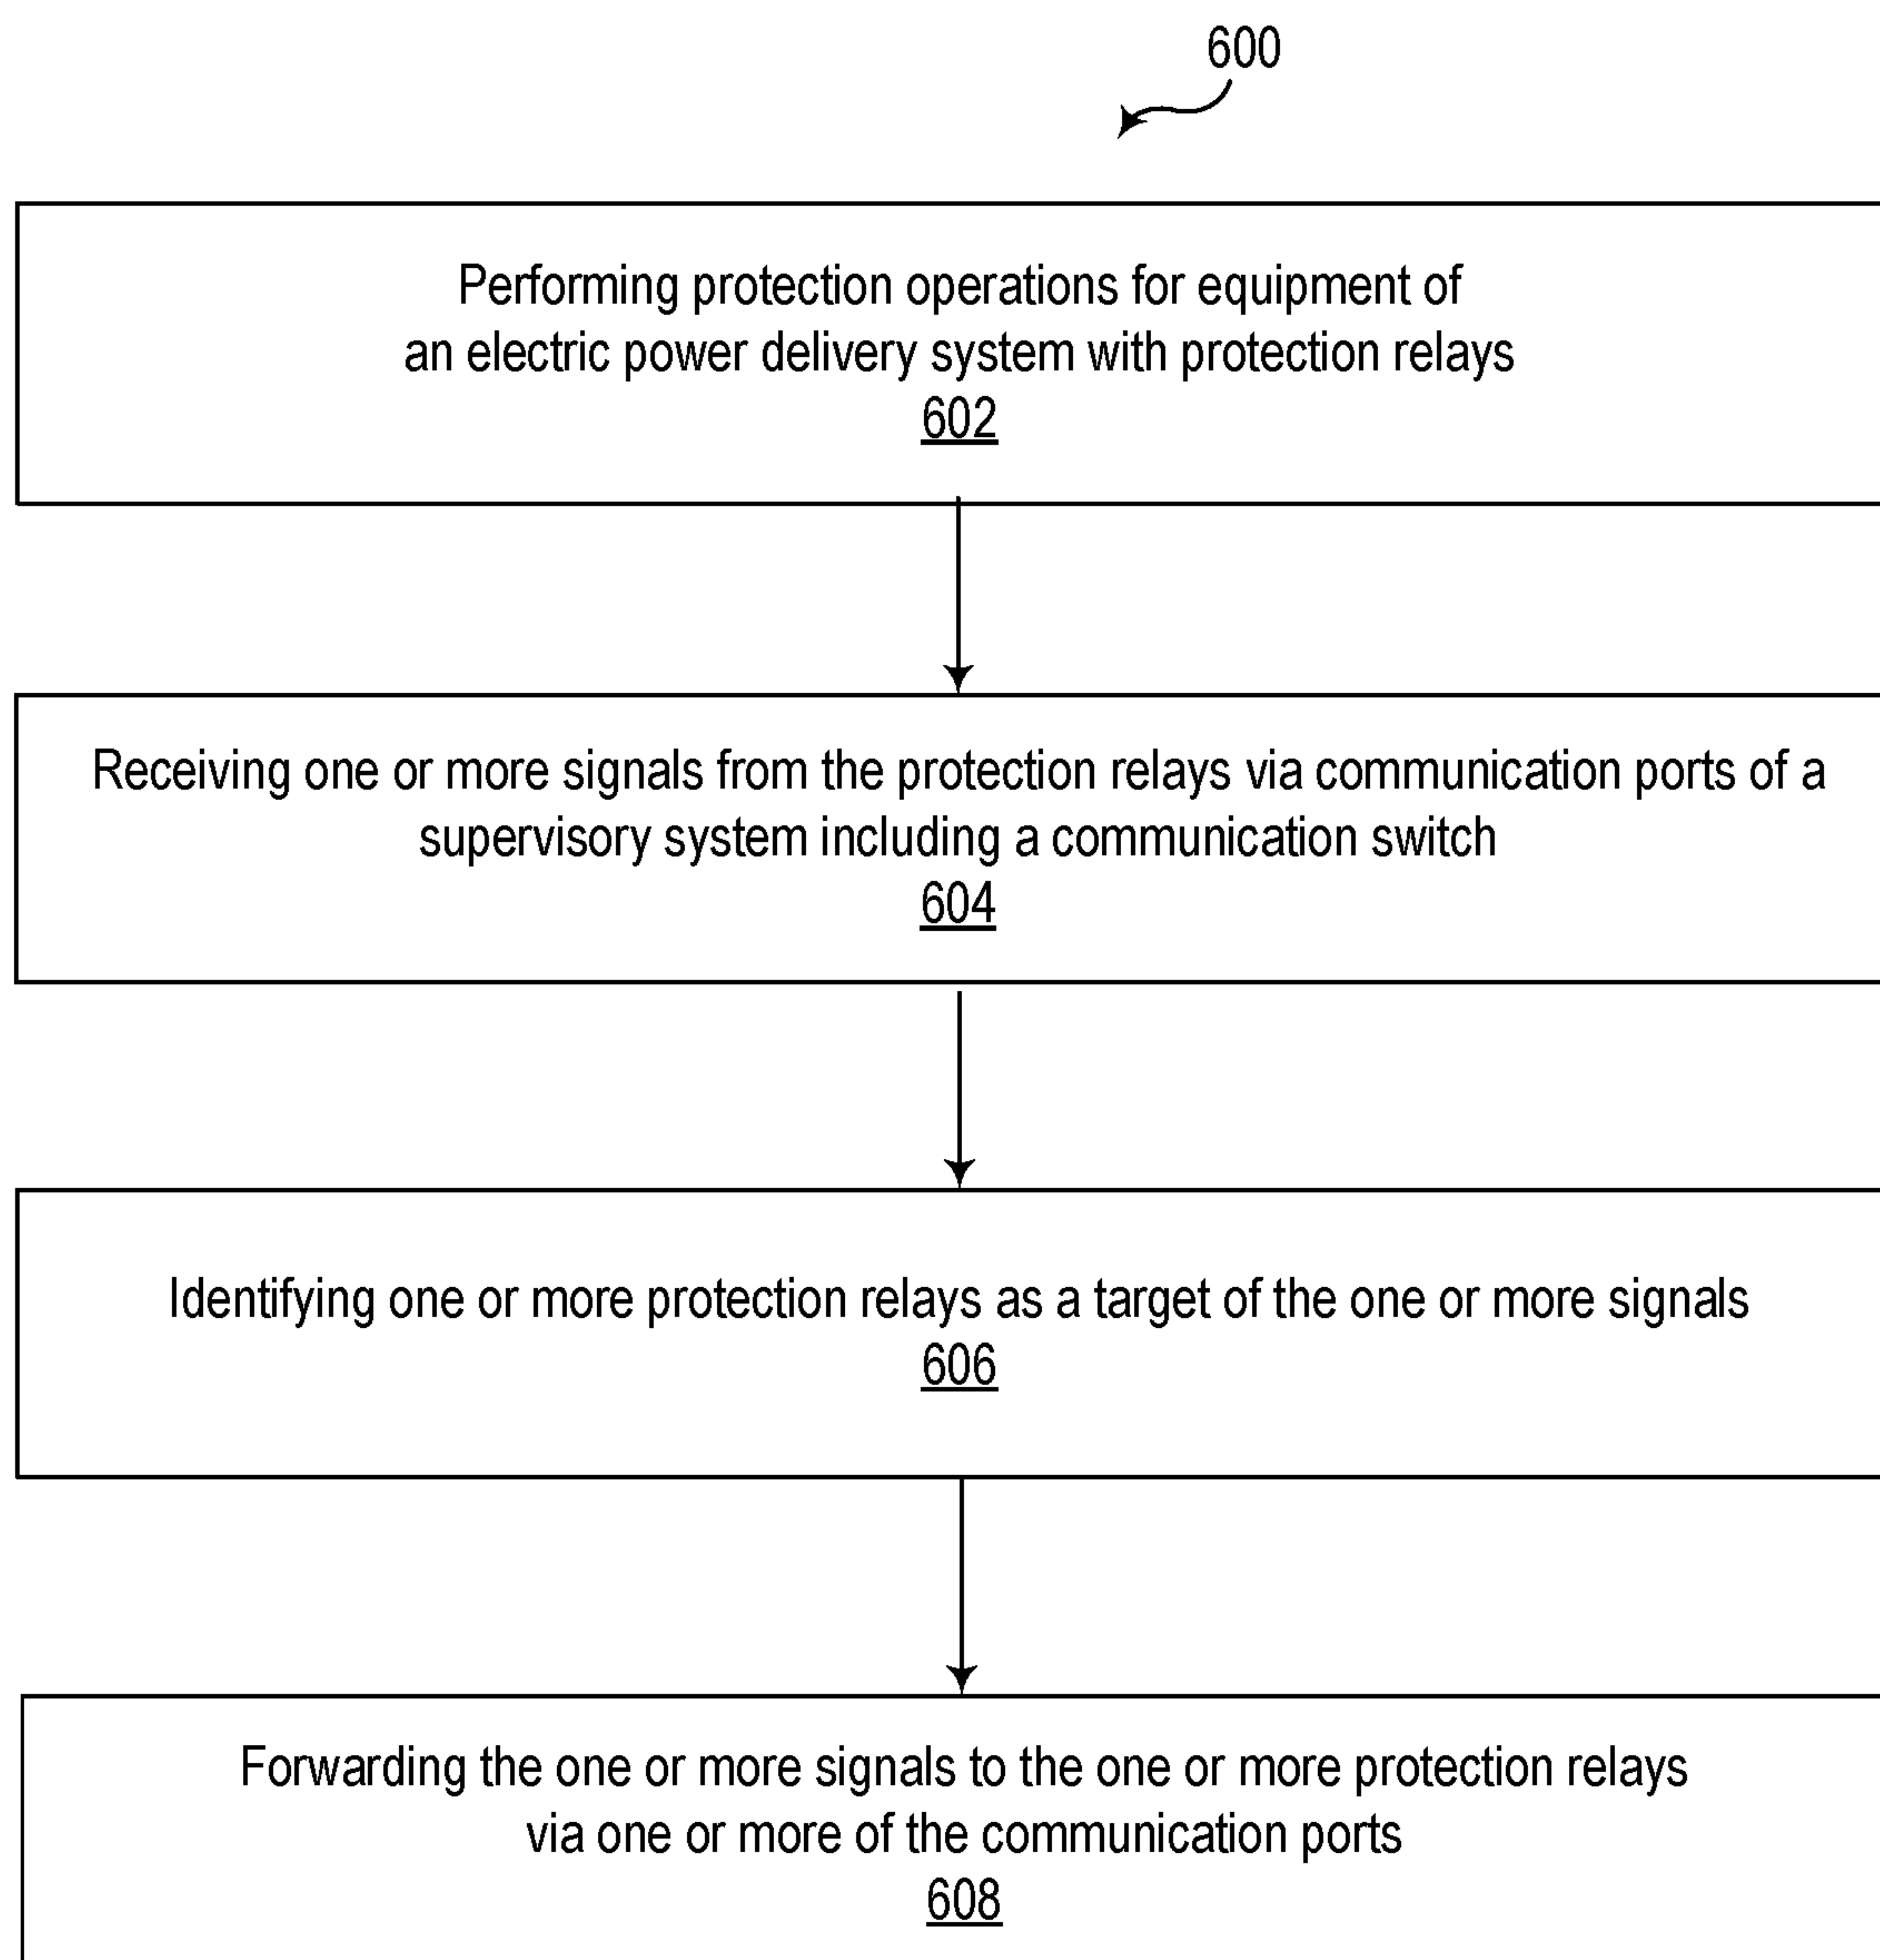 600
Performing protection operations for equipment of
an electric power delivery system with protection relays
602
Receiving one or more signals from the protection relays via communication ports of a
supervisory system including a communication switch
604
Identifying one or more protection relays as a target of the one or more signals
606
Forwarding the one or more signals to the one or more protection relays
via one or more of the communication ports
608